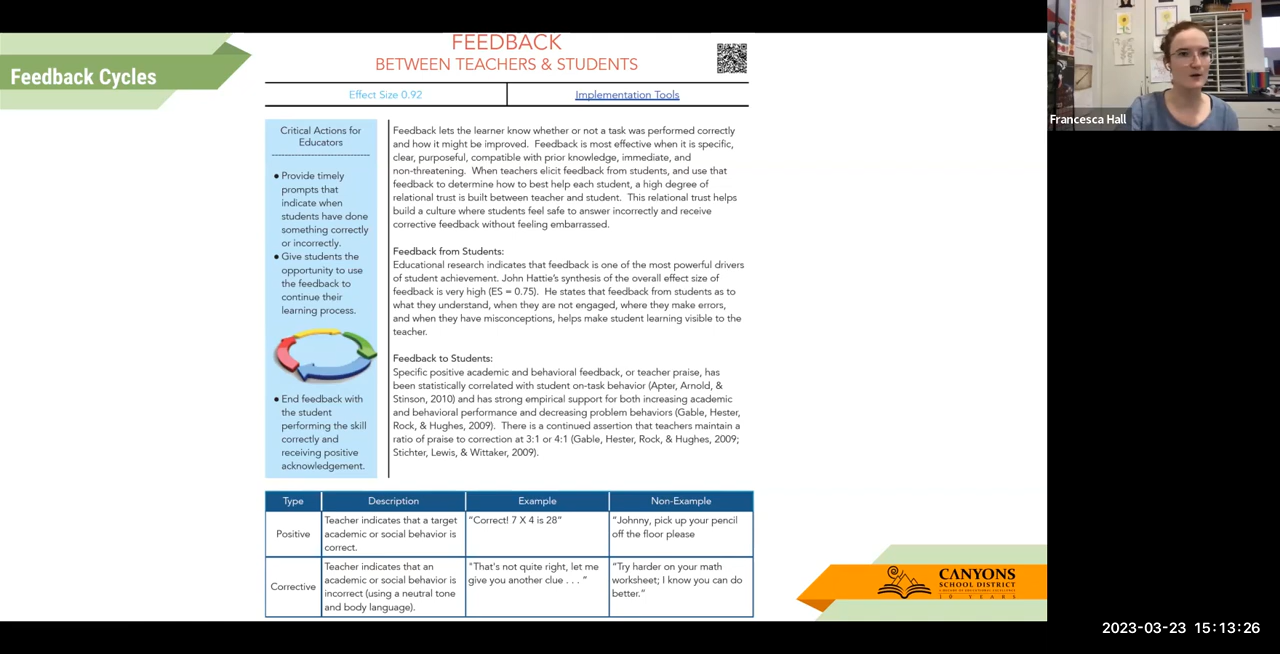 Feedback Cycles
FEEDBACK
BETWEEN TEACHERS & STUDENTS
Effect Size 0.92
Implementation Tools
Critical Actions for
Educators
● Provide timely
prompts that
indicate when
students have done
something correctly
or incorrectly.
● Give students the
opportunity to use
the feedback to
continue their
learning process.
● End feedback with
the student
performing the skill
correctly and
receiving positive
acknowledgement.
Feedback lets the learner know whether or not a task was performed correctly
and how it might be improved. Feedback is most effective when it is specific,
clear, purposeful, compatible with prior knowledge, immediate, and
non-threatening. When teachers elicit feedback from students, and use that
feedback to determine how to best help each student, a high degree of
relational trust is built between teacher and student. This relational trust helps
build a culture where students feel safe to answer incorrectly and receive
corrective feedback without feeling embarrassed.
Feedback from Students:
Educational research indicates that feedback is one of the most powerful drivers
of student achievement. John Hattie's synthesis of the overall effect size of
feedback is very high (ES = 0.75). He states that feedback from students as to
what they understand, when they are not engaged, where they make errors,
and when they have misconceptions, helps make student learning visible to the
teacher.
Feedback to Students:
Specific positive academic and behavioral feedback, or teacher praise, has
been statistically correlated with student on-task behavior (Apter, Arnold, &
Stinson, 2010) and has strong empirical support for both increasing academic
and behavioral performance and decreasing problem behaviors (Gable, Hester,
Rock, & Hughes, 2009). There is a continued assertion that teachers maintain a
ratio of praise to correction at 3:1 or 4:1 (Gable, Hester, Rock, & Hughes, 2009;
Stichter, Lewis, & Wittaker, 2009).
Type
Description
Example
Non-Example
Positive
Teacher indicates that a target
academic or social behavior is
correct.
"Correct! 7 X 4 is 28"
"Johnny, pick up your pencil
off the floor please
Corrective
Teacher indicates that an
academic or social behavior is
incorrect (using a neutral tone
and body language).
"That's not quite right, let me
give you another clue . . . "
"Try harder on your math
worksheet; I know you can do
better."
CANYONS
SCHOOL DISTRICT
10 YEARS
Francesca Hall
2023-03-23 15:13:26